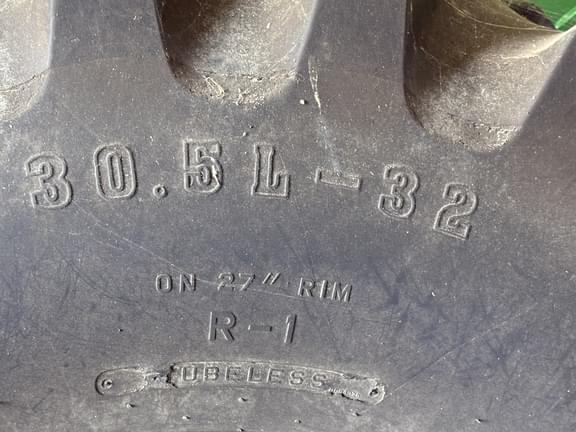 30.5L-32
ON 27" RIM
R-1
UBELESS